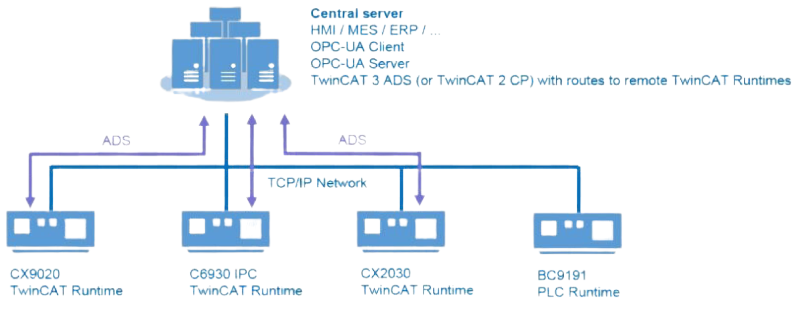 Central server
HMI / MES / ERP / ...
OPC-UA Client
OPC-UA Server
TwinCAT 3 ADS (or TwinCAT 2 CP) with routes to remote TwinCAT Runtimes
ADS
ADS
TCP/IP Network
CX9020
TwinCAT Runtime
C6930 IPC
TwinCAT Runtime
CX2030
TwinCAT Runtime
BC9191
PLC Runtime